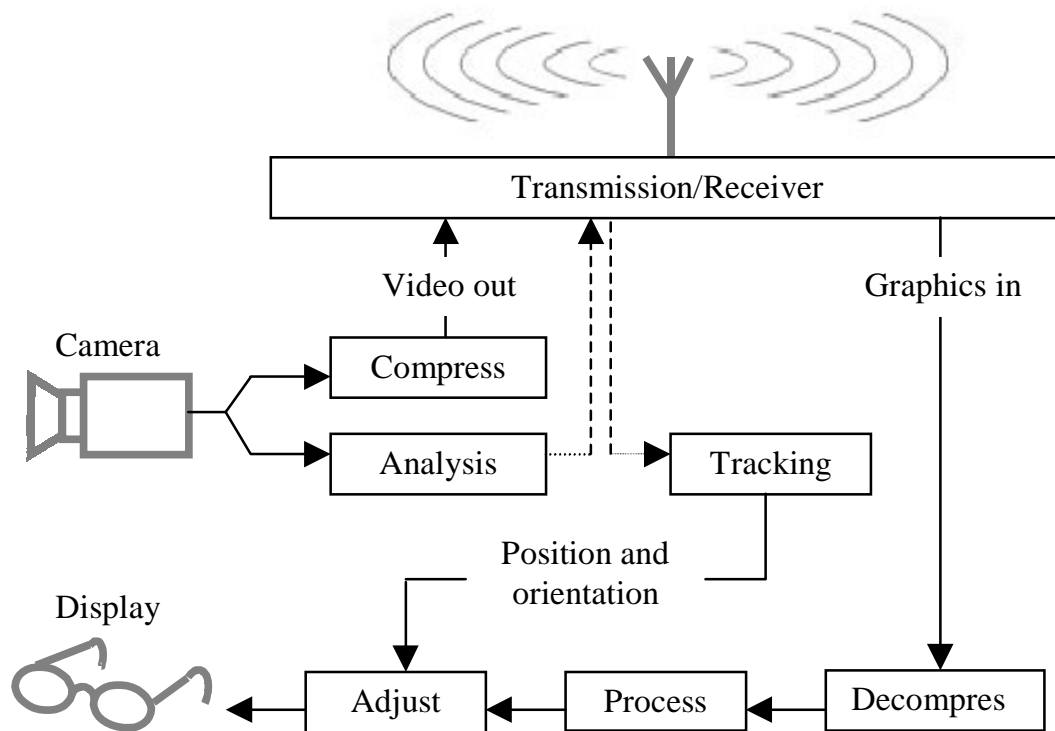 Transmission/Receiver
Video out
Graphics in
Camera
Compress
Analysis
Tracking
Position and
orientation
Display
Adjust
Process
Decompres